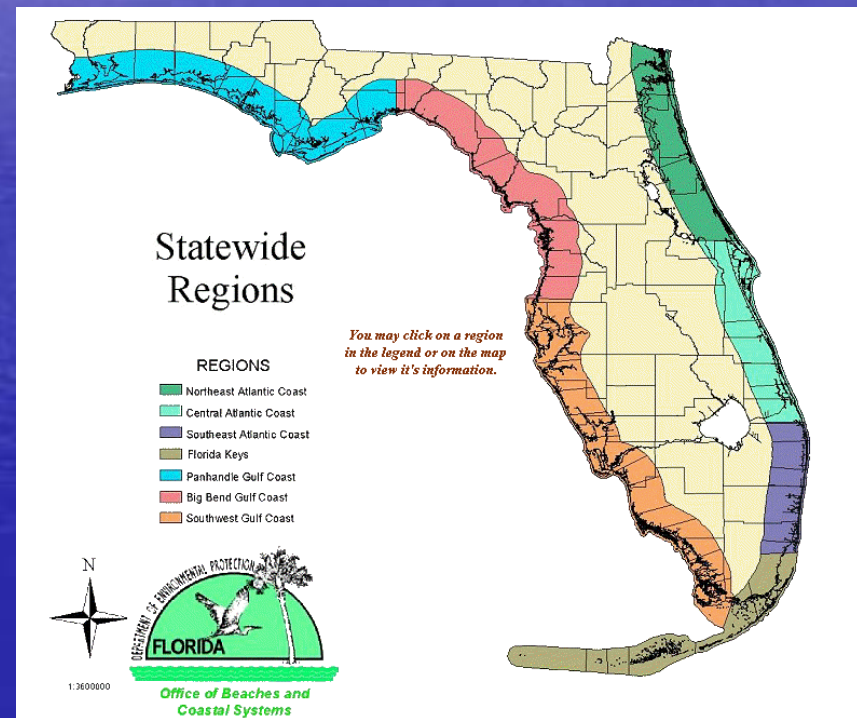 Statewide
Regions
You may click on a region
in the legend or on the map
to view it's information.
REGIONS
Northeast Atlantic Coast
Central Atlantic Coast
Southeast Atlantic Coast
Florida Keys
Panhandle Gulf Coast
Big Bend Gulf Coast
Southwest Gulf Coast
N
1:3600000
DEPARTMENT OF ENVIRONMENTAL PROTECTION
FLORIDA
Office of Beaches and
Coastal Systems